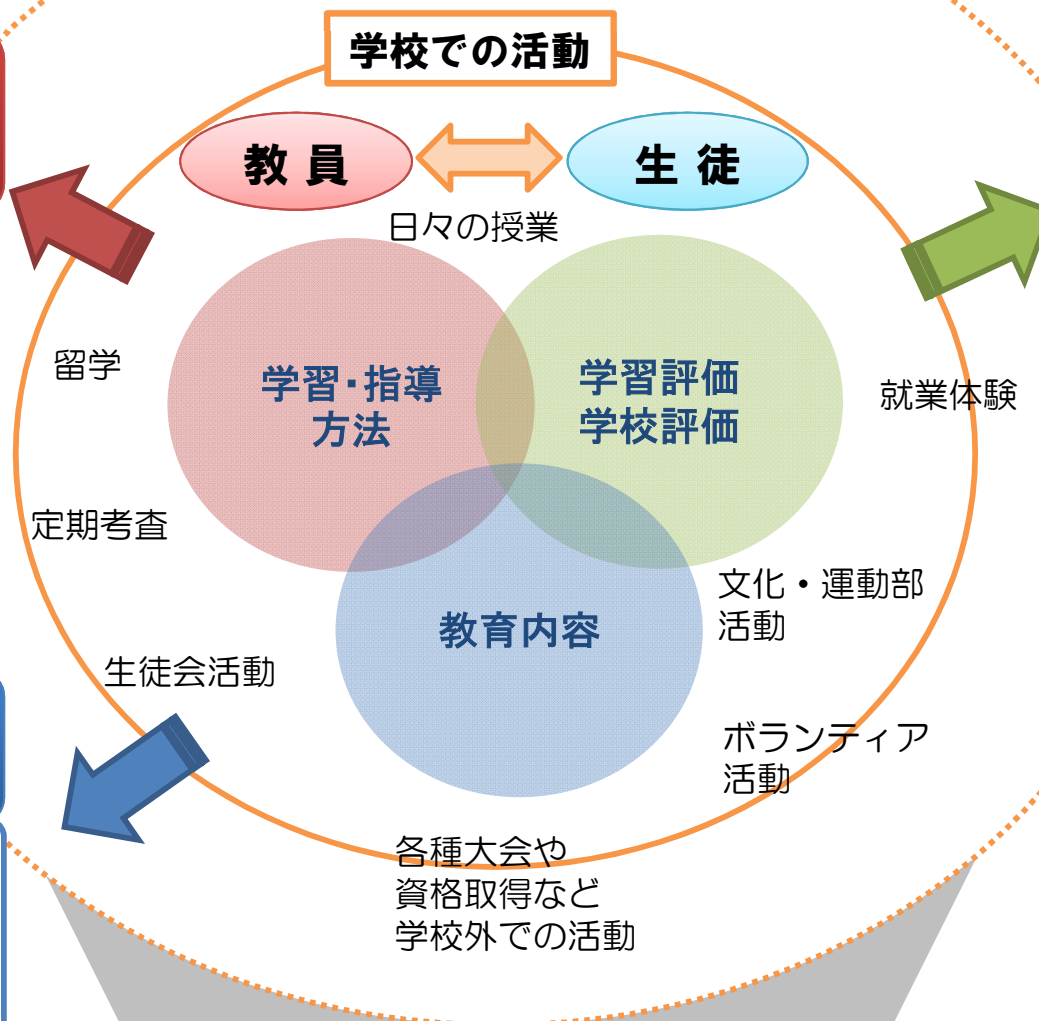 学校での活動
教員
生徒
日々の授業
学習・指導
方法
学習評価
学校評価
留学
就業体験
定期考査
文化・運動部
活動
教育内容
生徒会活動
ボランティア
活動
各種大会や
資格取得など
学校外での活動